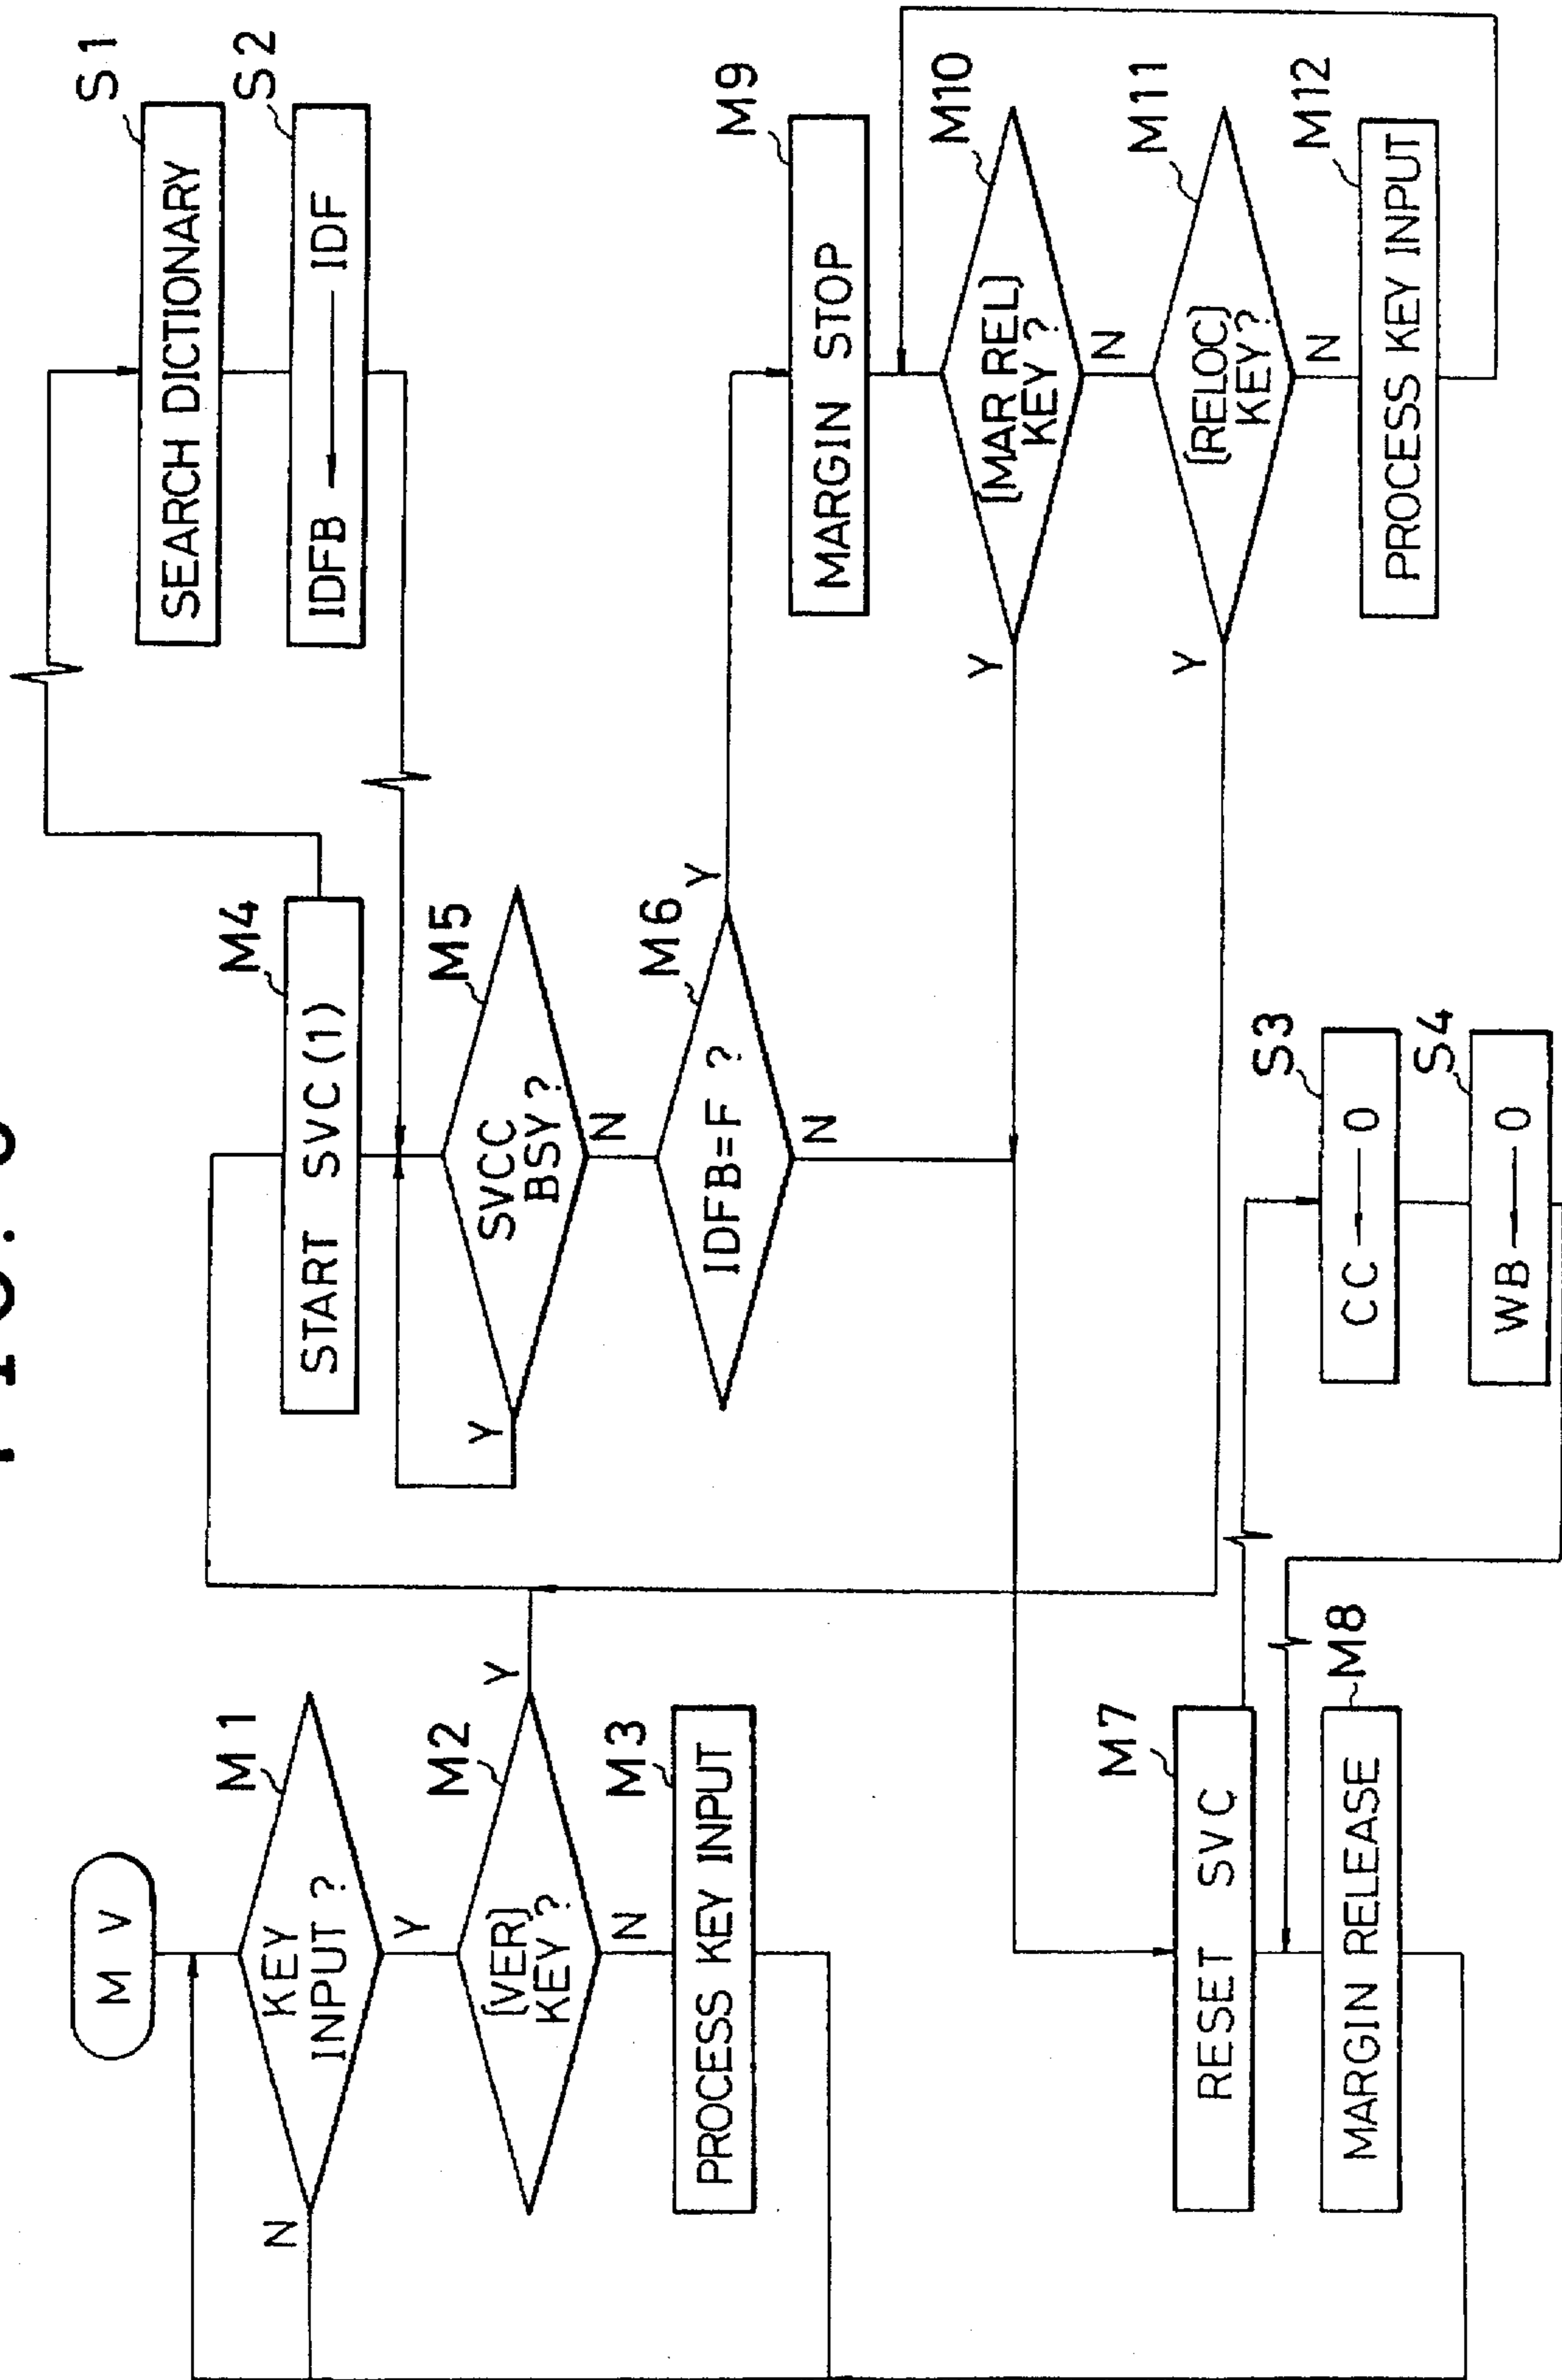 M V
M1
KEY
INPUT ?
N
Y
M2
[VER]
KEY ?
Y
N
M3
PROCESS KEY INPUT
M4
START SVC(1)
S1
SEARCH DICTIONARY
S2
IDFB ← IDF
M5
SVCC
BSY ?
Y
N
M6
IDFB=F ?
Y
N
M7
RESET SVC
M8
MARGIN RELEASE
S3
CC ← 0
S4
WB ← 0
M9
MARGIN STOP
M10
[MAR REL]
KEY ?
Y
N
M11
[RELOC]
KEY ?
Y
N
M12
PROCESS KEY INPUT